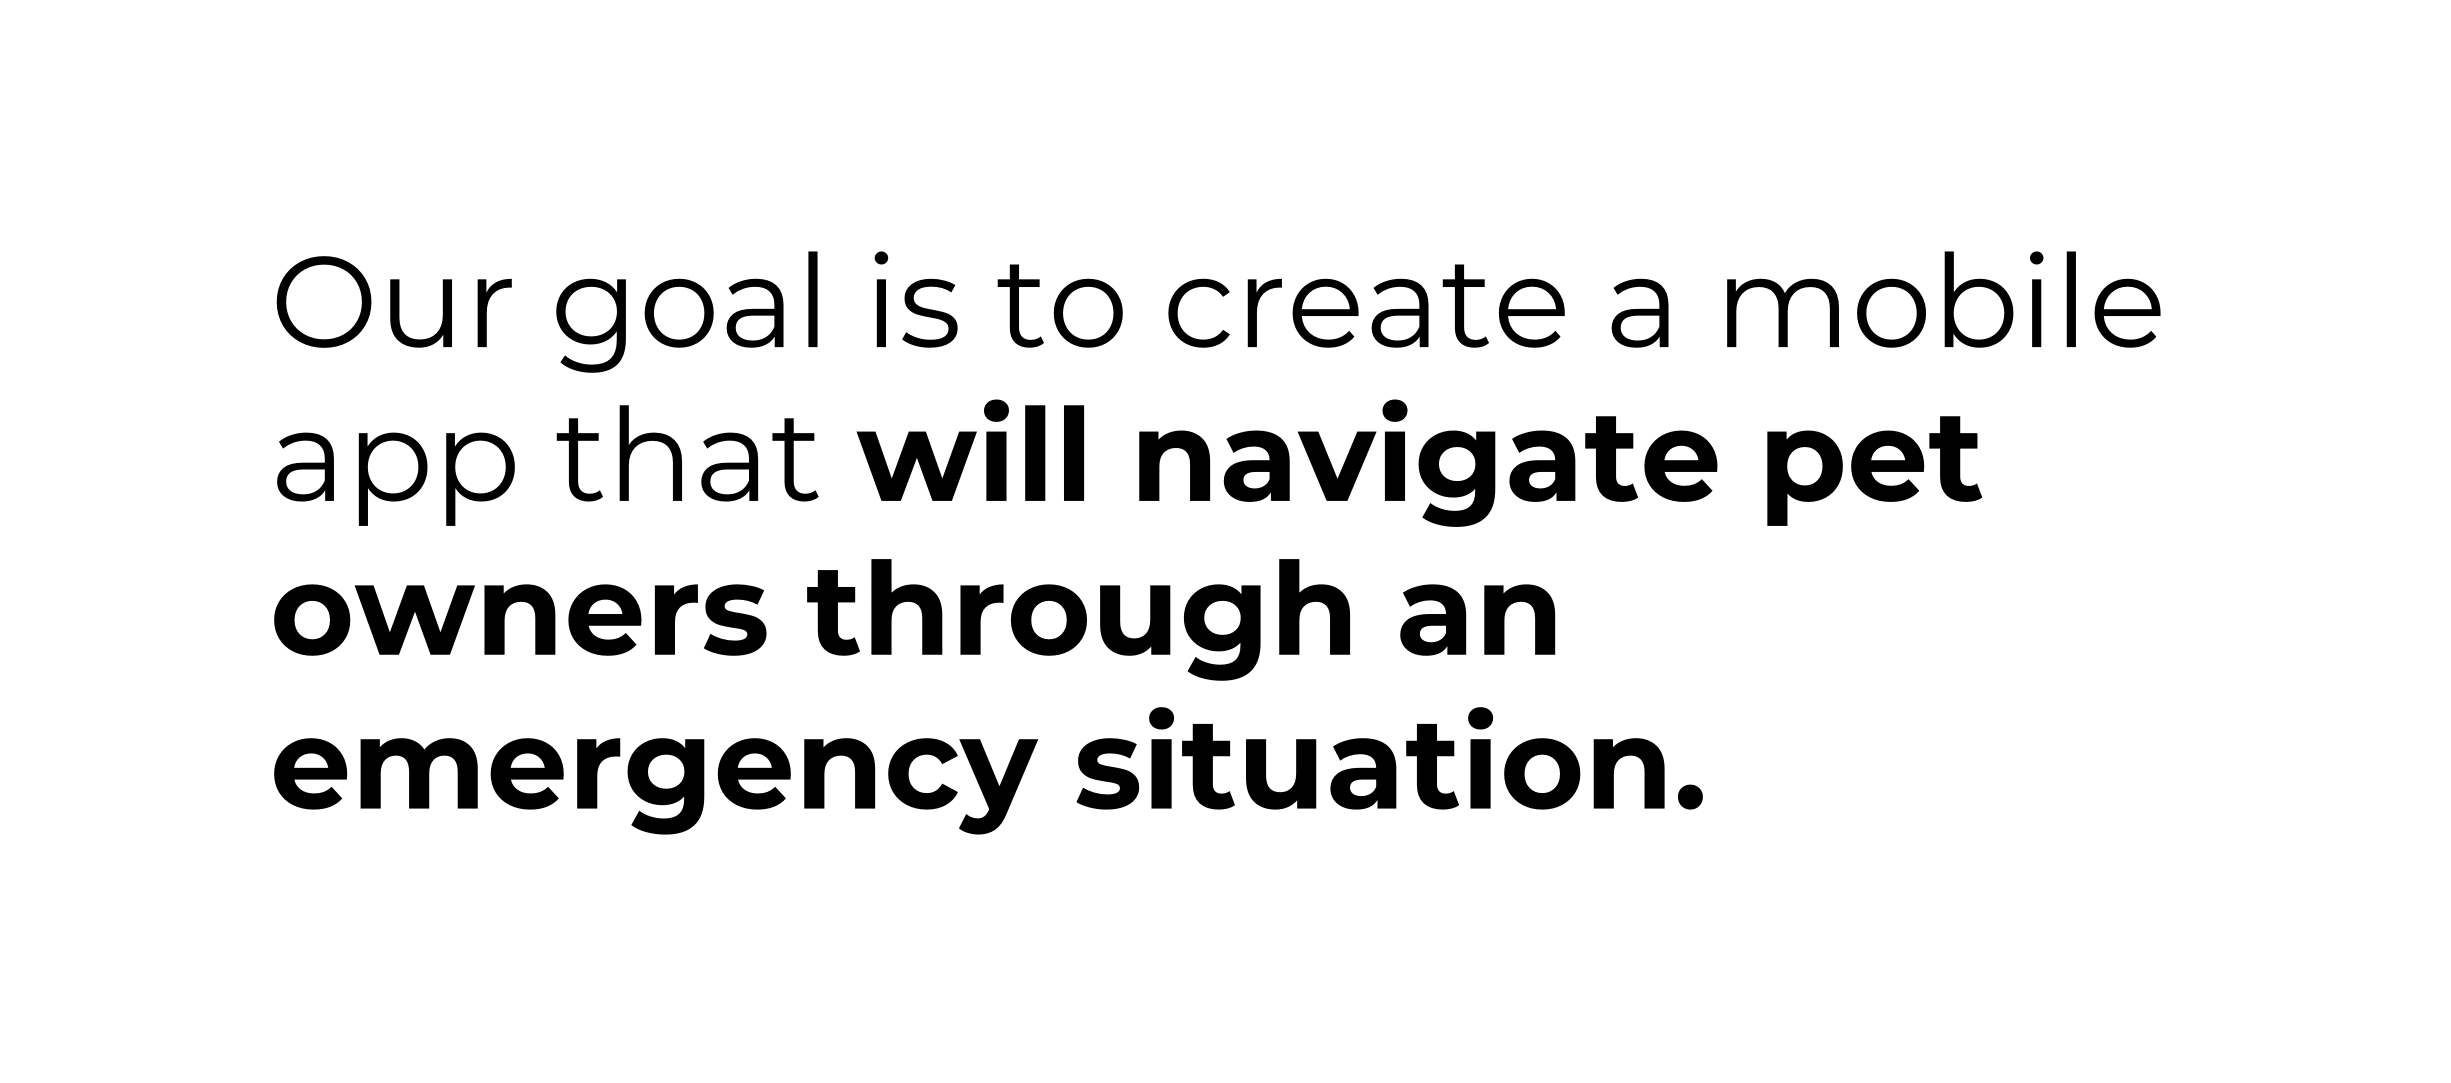 Our goal is to create a mobile
app that will navigate pet
owners through an
emergency situation.